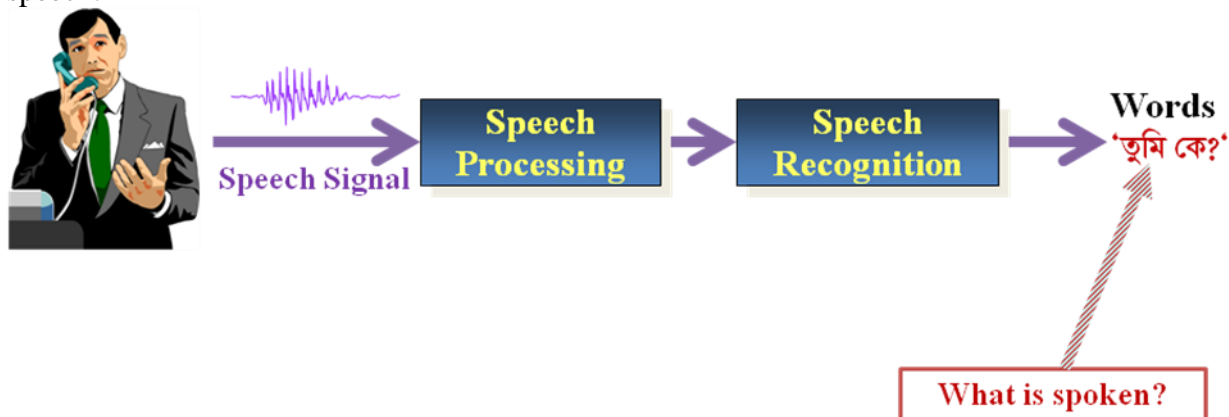 Speech Signal
Speech
Processing
Speech
Recognition
Words
'তুমি কে?'
What is spoken?